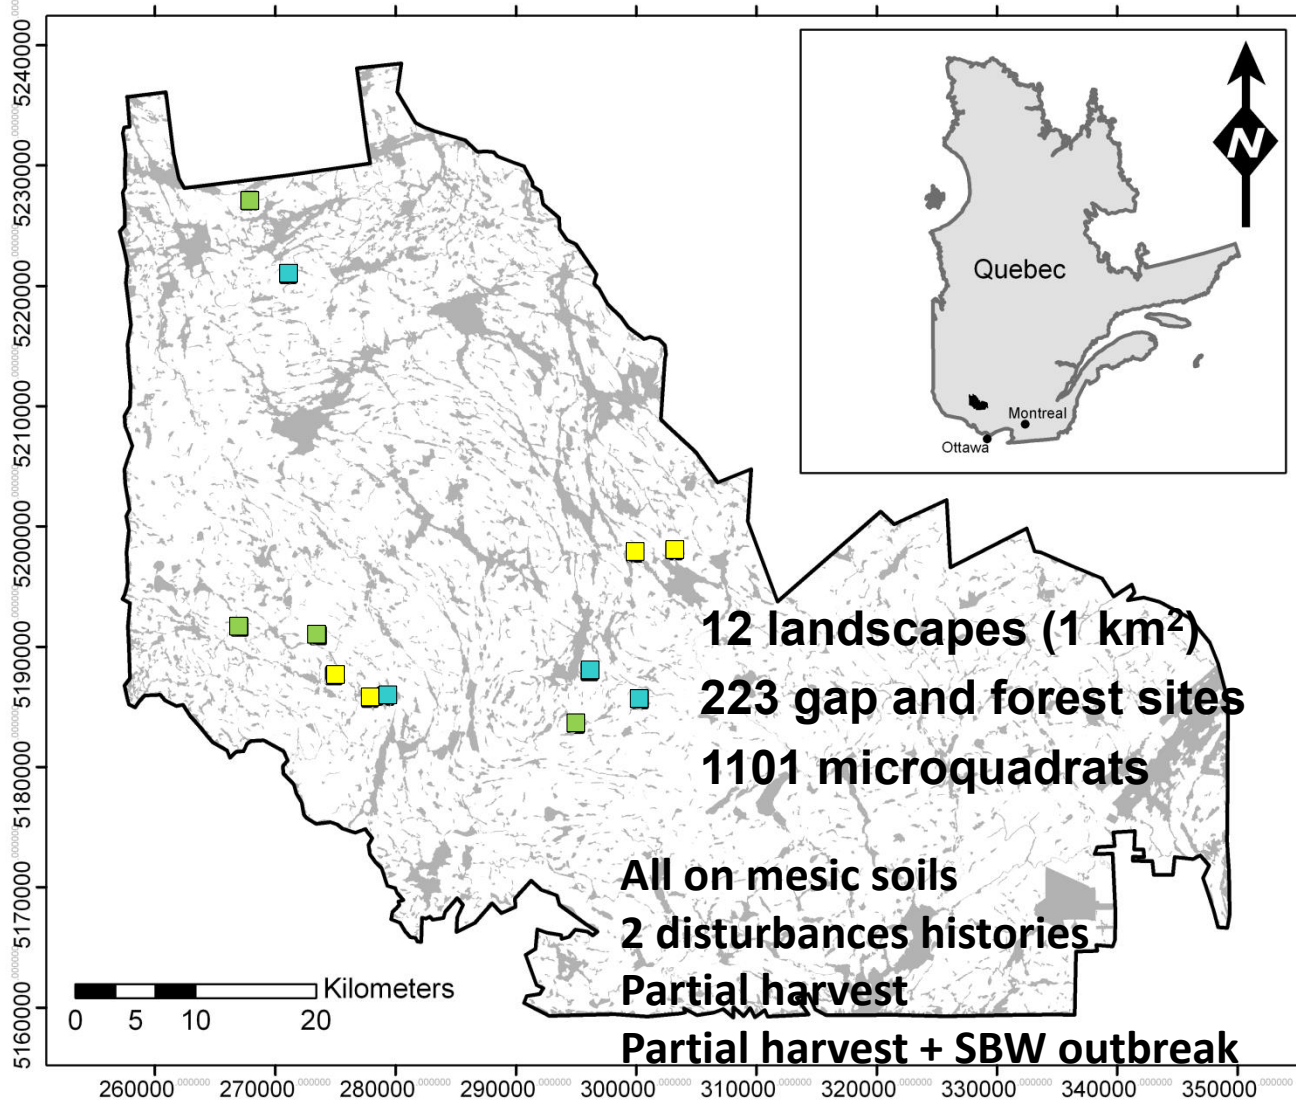 5240000
5230000
5220000
5210000
5200000
5190000
5180000
5170000
5160000
N
Quebec
Montreal
Ottawa
12 landscapes (1 km²)
223 gap and forest sites
1101 microquadrats
All on mesic soils
2 disturbances histories
Partial harvest
Partial harvest + SBW outbreak
Kilometers
0 5 10 20
260000 270000 280000 290000 300000 310000 320000 330000 340000 350000